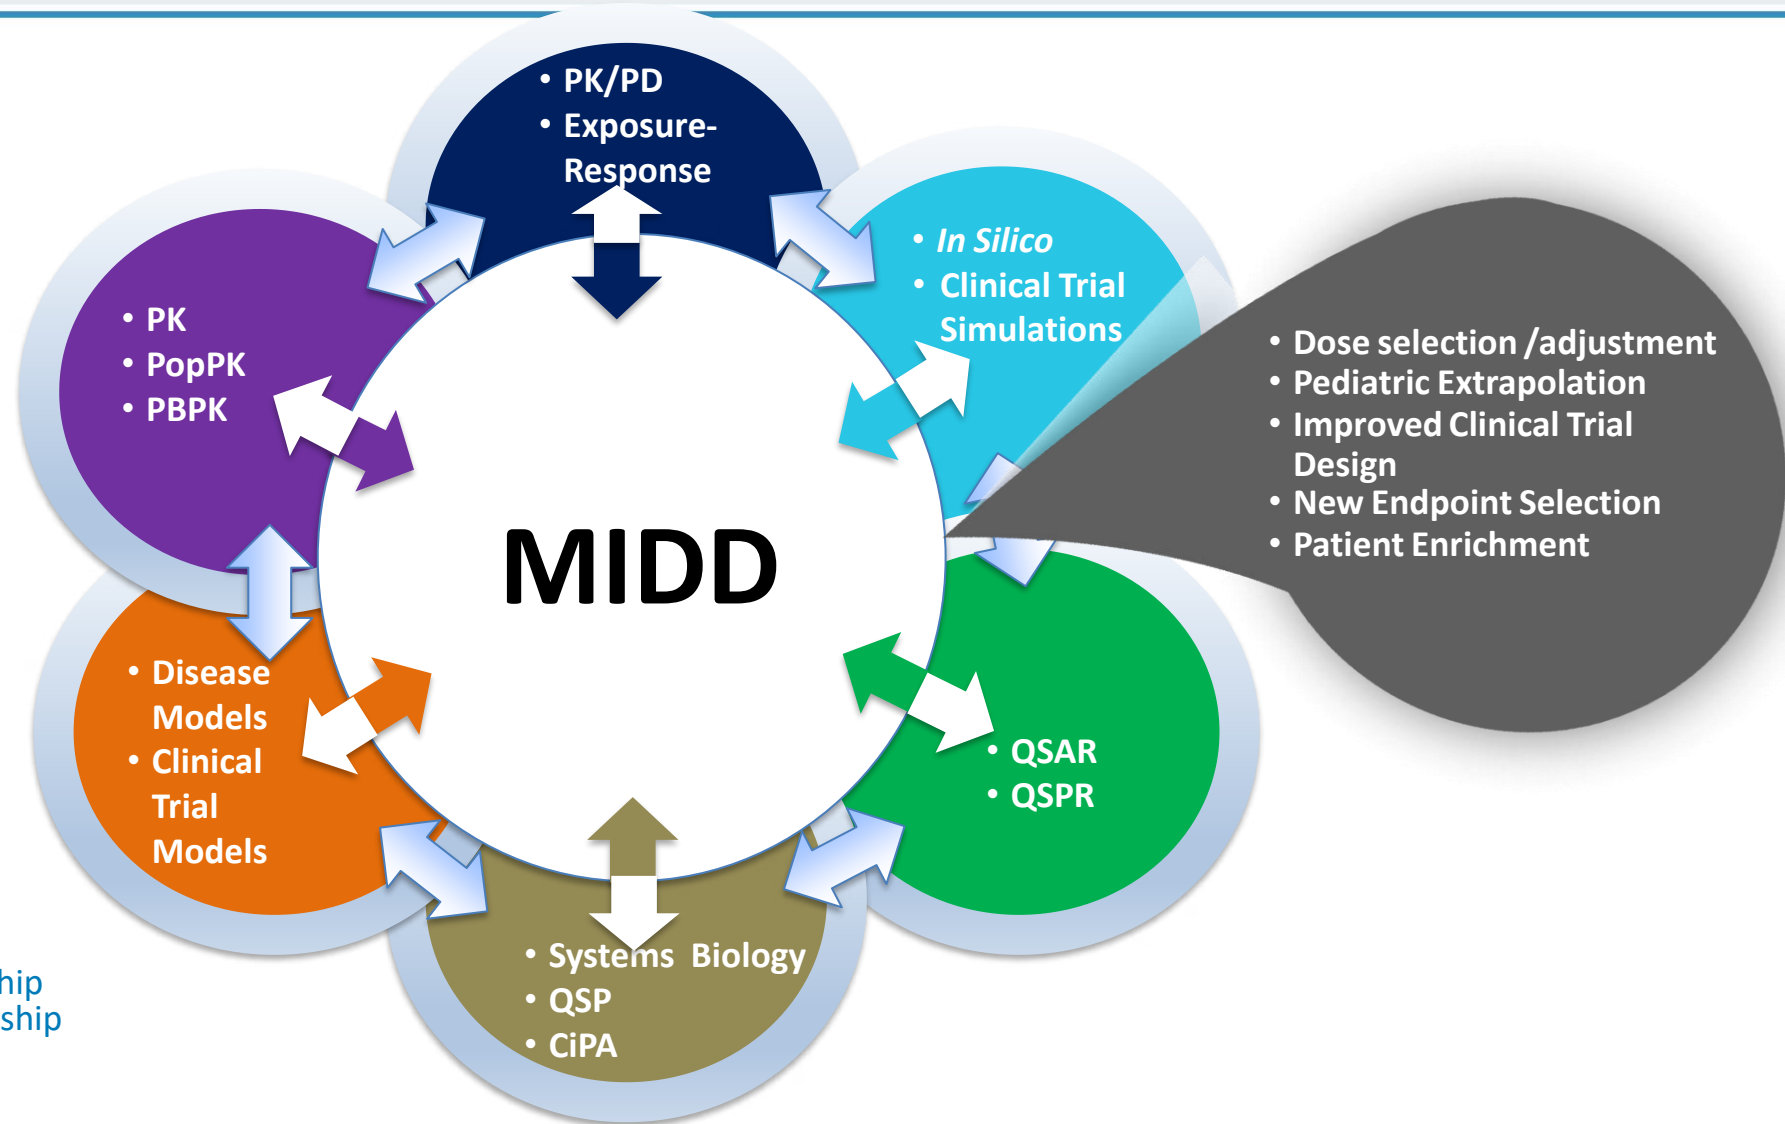 • PK/PD
• Exposure-
Response
• In Silico
• Clinical Trial
Simulations
• PK
• PopPK
• PBPK
• Dose selection /adjustment
• Pediatric Extrapolation
• Improved Clinical Trial
Design
• New Endpoint Selection
• Patient Enrichment
MIDD
• Disease
Models
• Clinical
Trial
Models
• QSAR
• QSPR
• Systems Biology
• QSP
• CiPA
hip
ship